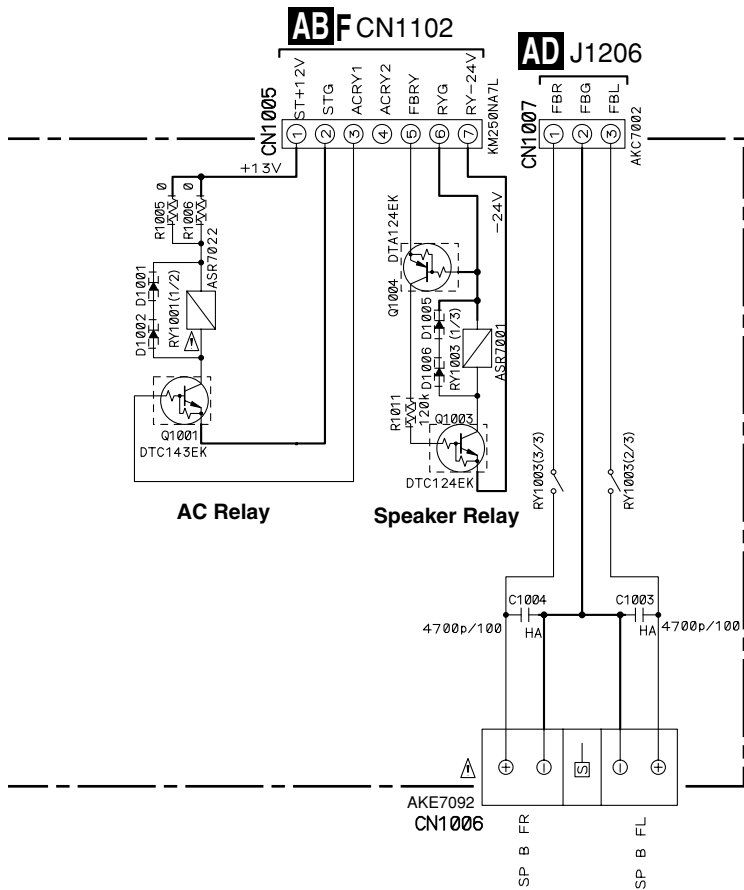 AB F CN1102
AD J1206
CN1005
ST+12V
STG
ACRY1
ACRY2
FBRY
RYG
RY-24V
1 2 3 4 5 6 7
KM250NA7L
CN1007
FBR
FBG
FBL
1 2 3
AKC7002
+13V
-24V
R1005 0
R1006 0
ASR7022
D1001
D1002
RY1001(1/2)
Q1001
DTC143EK
DTA124EK
Q1004
D1005
D1006
RY1003 (1/3)
ASR7001
R1011
120k
Q1003
DTC124EK
AC Relay
Speaker Relay
RY1003(3/3)
RY1003(2/3)
C1004
C1003
4700p/100
HA
HA
4700p/100
+ - S - +
AKE7092
CN1006
SP B FR
SP B FL